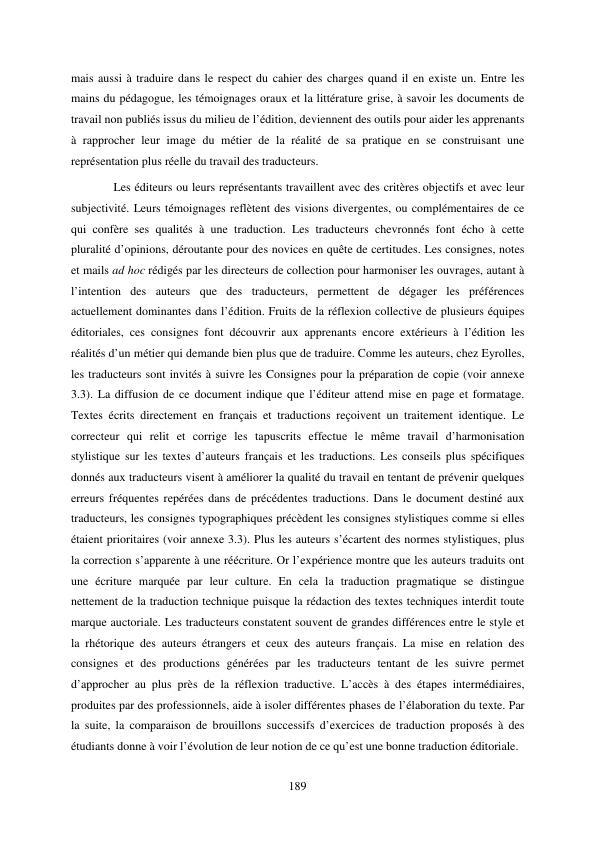 mais aussi à traduire dans le respect du cahier des charges quand il en existe un. Entre les
mains du pédagogue, les témoignages oraux et la littérature grise, à savoir les documents de
travail non publiés issus du milieu de l’édition, deviennent des outils pour aider les apprenants
à rapprocher leur image du métier de la réalité de sa pratique en se construisant une
représentation plus réelle du travail des traducteurs.
Les éditeurs ou leurs représentants travaillent avec des critères objectifs et avec leur
subjectivité. Leurs témoignages reflètent des visions divergentes, ou complémentaires de ce
qui confère ses qualités à une traduction. Les traducteurs chevronnés font écho à cette
pluralité d’opinions, déroutante pour des novices en quête de certitudes. Les consignes, notes
et mails ad hoc rédigés par les directeurs de collection pour harmoniser les ouvrages, autant à
l’intention des auteurs que des traducteurs, permettent de dégager les préférences
actuellement dominantes dans l’édition. Fruits de la réflexion collective de plusieurs équipes
éditoriales, ces consignes font découvrir aux apprenants encore extérieurs à l’édition les
réalités d’un métier qui demande bien plus que de traduire. Comme les auteurs, chez Eyrolles,
les traducteurs sont invités à suivre les Consignes pour la préparation de copie (voir annexe
3.3). La diffusion de ce document indique que l’éditeur attend mise en page et formatage.
Textes écrits directement en français et traductions reçoivent un traitement identique. Le
correcteur qui relit et corrige les tapuscrits effectue le même travail d’harmonisation
stylistique sur les textes d’auteurs français et les traductions. Les conseils plus spécifiques
donnés aux traducteurs visent à améliorer la qualité du travail en tentant de prévenir quelques
erreurs fréquentes repérées dans de précédentes traductions. Dans le document destiné aux
traducteurs, les consignes typographiques précèdent les consignes stylistiques comme si elles
étaient prioritaires (voir annexe 3.3). Plus les auteurs s’écartent des normes stylistiques, plus
la correction s’apparente à une réécriture. Or l’expérience montre que les auteurs traduits ont
une écriture marquée par leur culture. En cela la traduction pragmatique se distingue
nettement de la traduction technique puisque la rédaction des textes techniques interdit toute
marque auctoriale. Les traducteurs constatent souvent de grandes différences entre le style et
la rhétorique des auteurs étrangers et ceux des auteurs français. La mise en relation des
consignes et des productions générées par les traducteurs tentant de les suivre permet
d’approcher au plus près de la réflexion traductive. L’accès à des étapes intermédiaires,
produites par des professionnels, aide à isoler différentes phases de l’élaboration du texte. Par
la suite, la comparaison de brouillons successifs d’exercices de traduction proposés à des
étudiants donne à voir l’évolution de leur notion de ce qu’est une bonne traduction éditoriale.
189